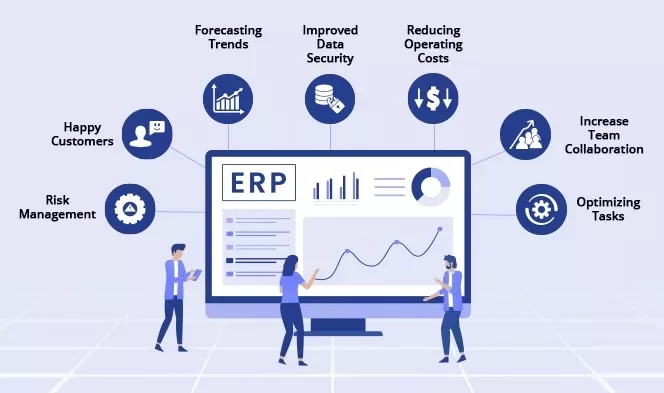 Forecasting
Trends
Improved
Data
Security
Reducing
Operating
Costs
Happy
Customers
Increase
Team
Collaboration
Risk
Management
Optimizing
Tasks
ERP